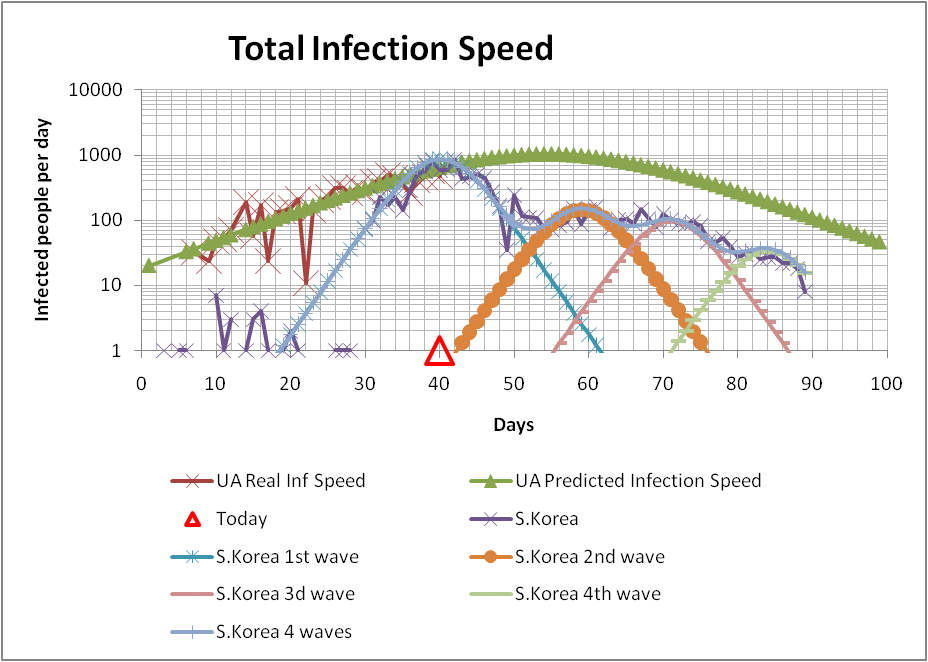 Total Infection Speed
Infected people per day
10000
1000
100
10
1
0 10 20 30 40 50 60 70 80 90 100
Days
UA Real Inf Speed
UA Predicted Infection Speed
Today
S.Korea
S.Korea 1st wave
S.Korea 2nd wave
S.Korea 3d wave
S.Korea 4th wave
S.Korea 4 waves